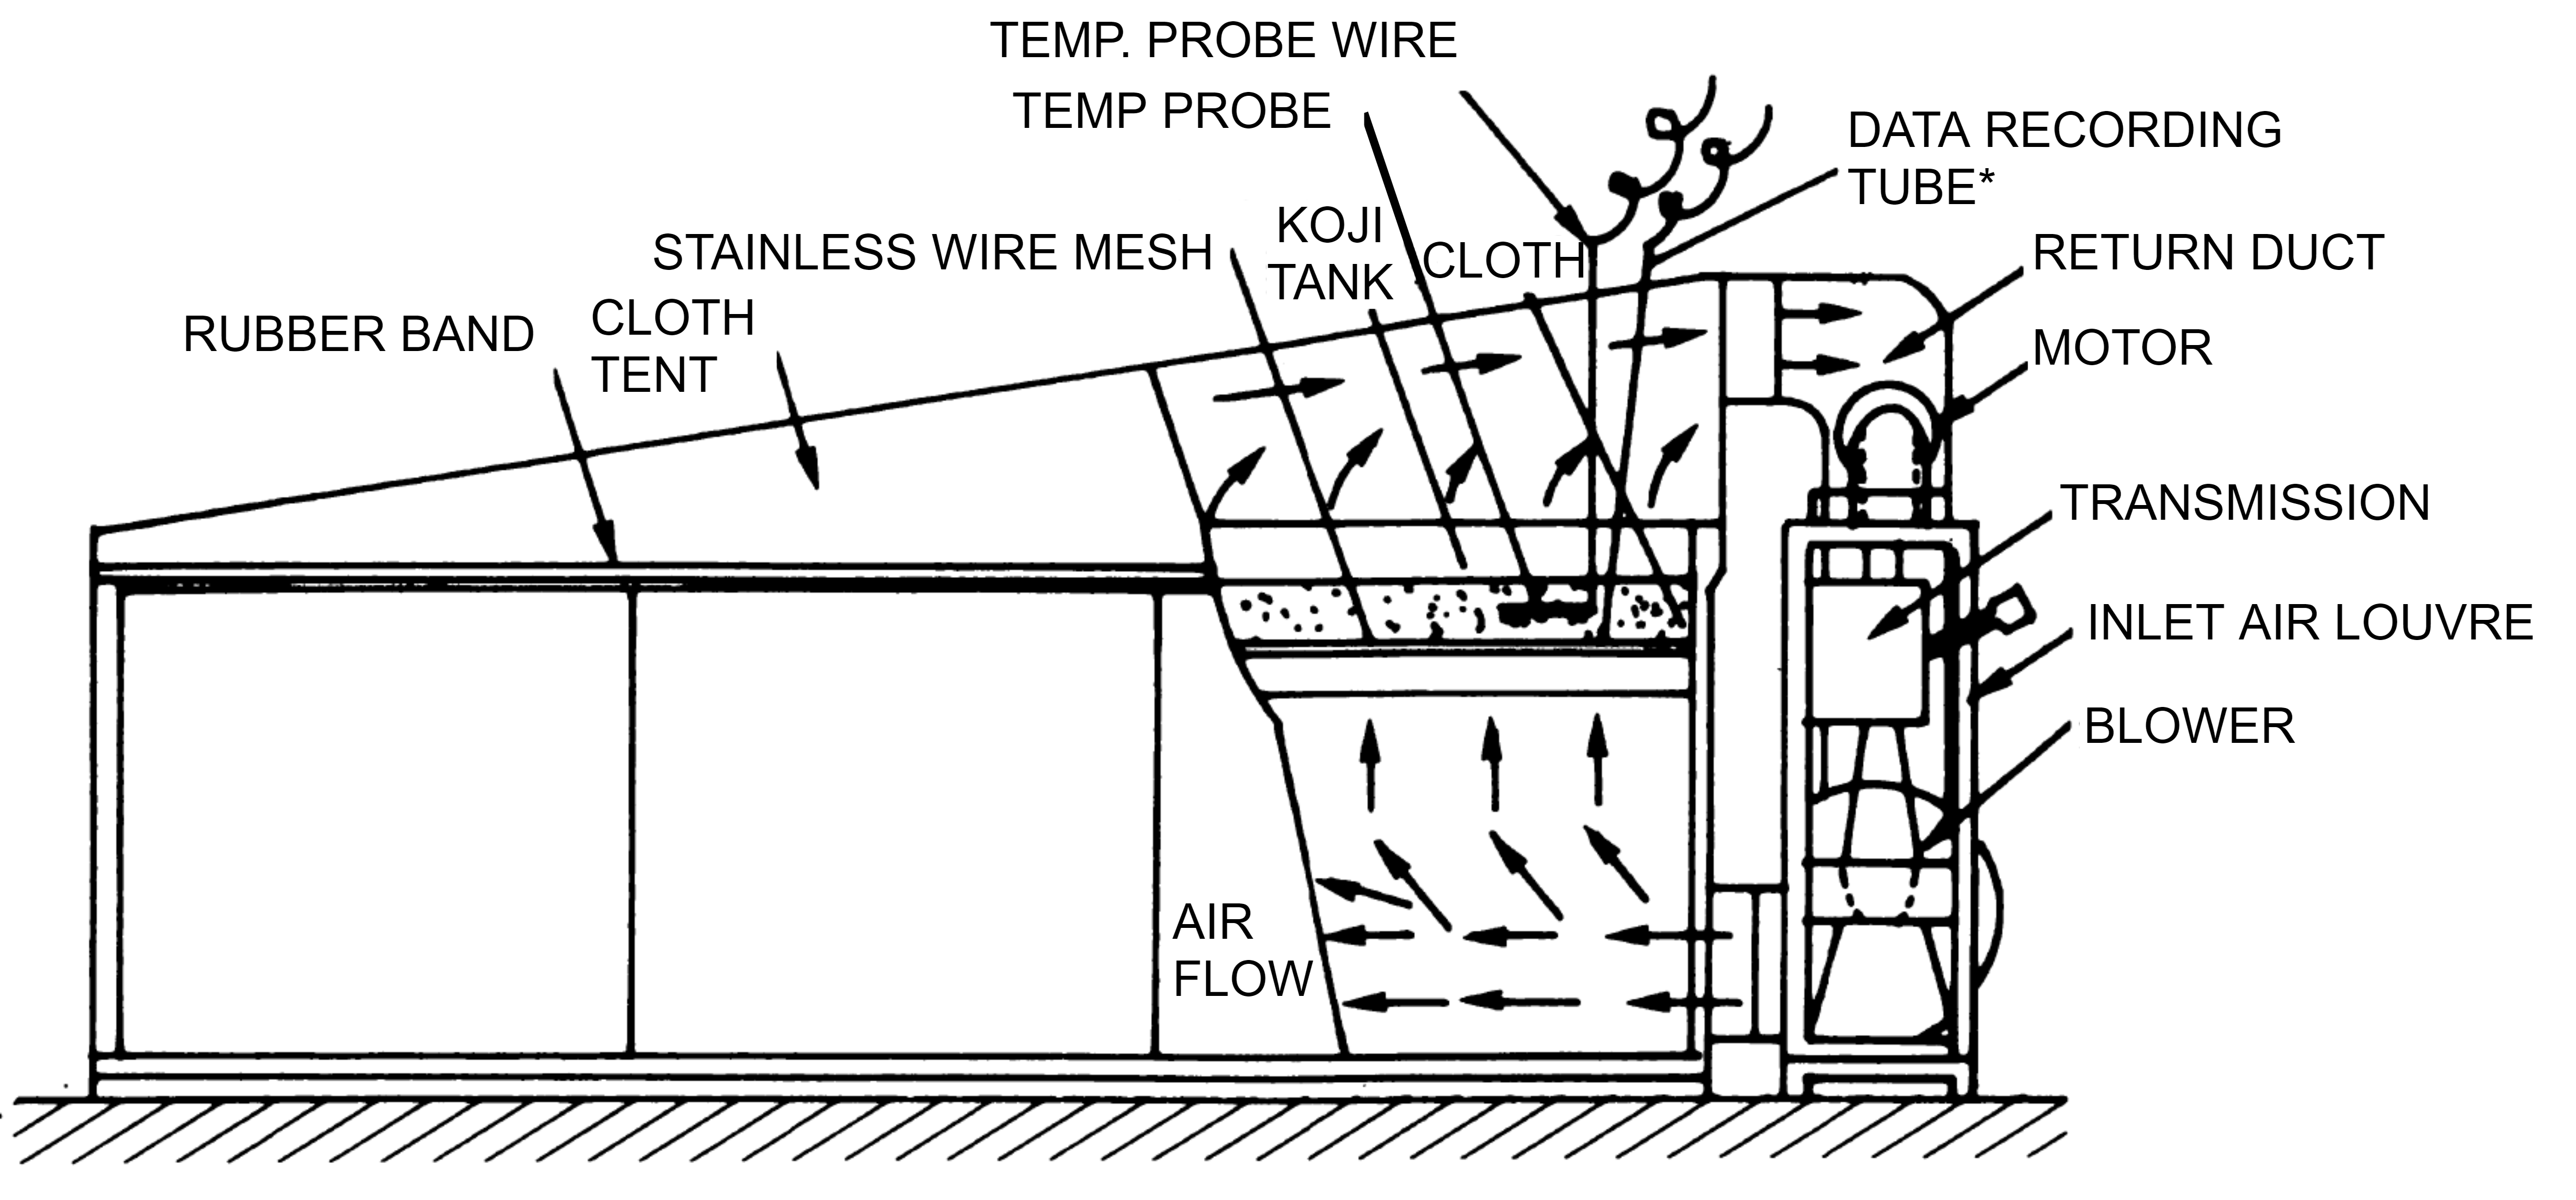 TEMP. PROBE WIRE
TEMP PROBE
DATA RECORDING
TUBE*
KOJI
TANK
CLOTH
STAINLESS WIRE MESH
RETURN DUCT
CLOTH
TENT
RUBBER BAND
MOTOR
TRANSMISSION
INLET AIR LOUVRE
BLOWER
AIR
FLOW